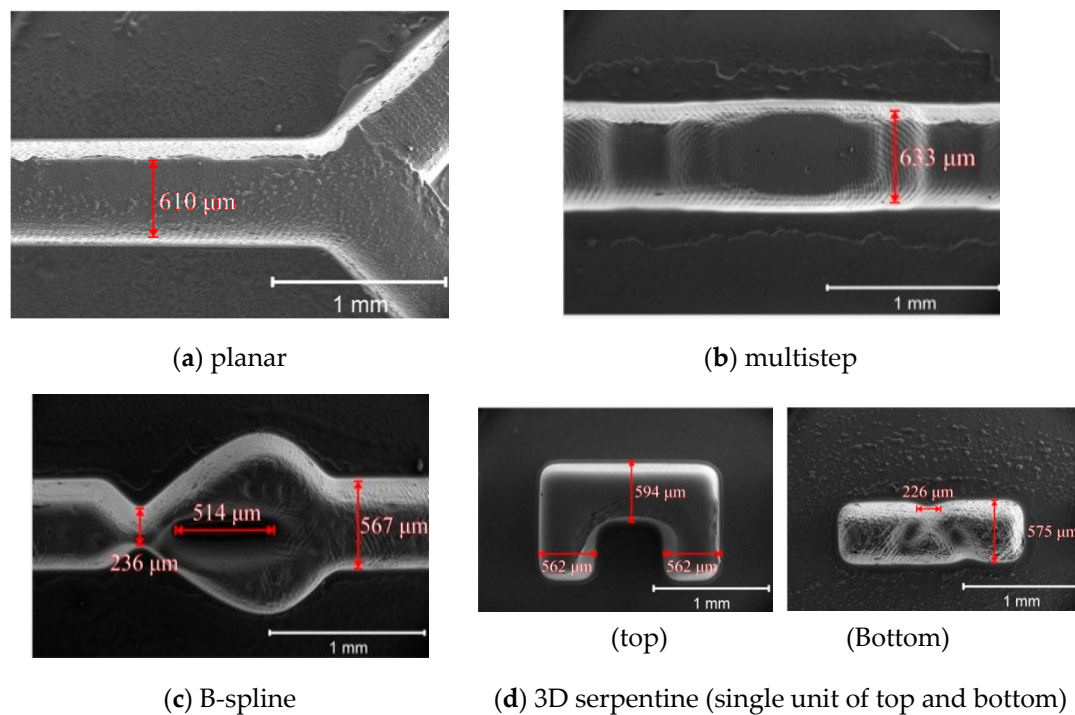 610 µm
1 mm
633 µm
1 mm
(a) planar
(b) multistep
514 µm
236 µm
567 µm
1 mm
594 µm
562 µm
562 µm
1 mm
226 µm
575 µm
1 mm
(top)
(Bottom)
(c) B-spline
(d) 3D serpentine (single unit of top and bottom)